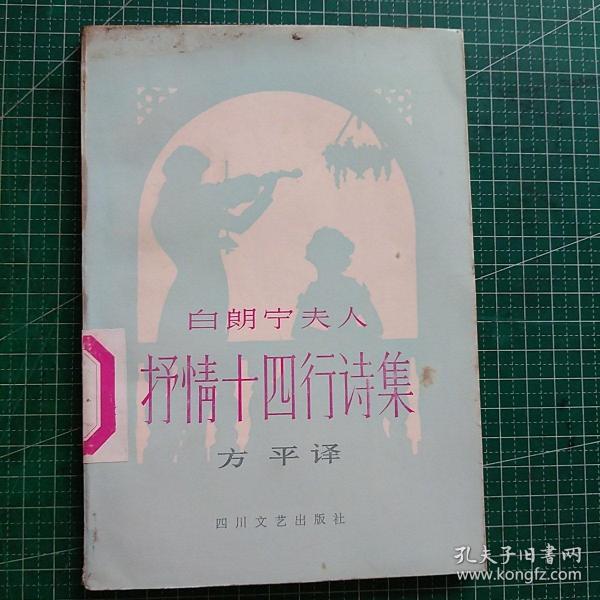 白朗宁夫人
抒情十四行诗集
方平译
四川文艺出版社
孔夫子旧书网
www.kongfz.com